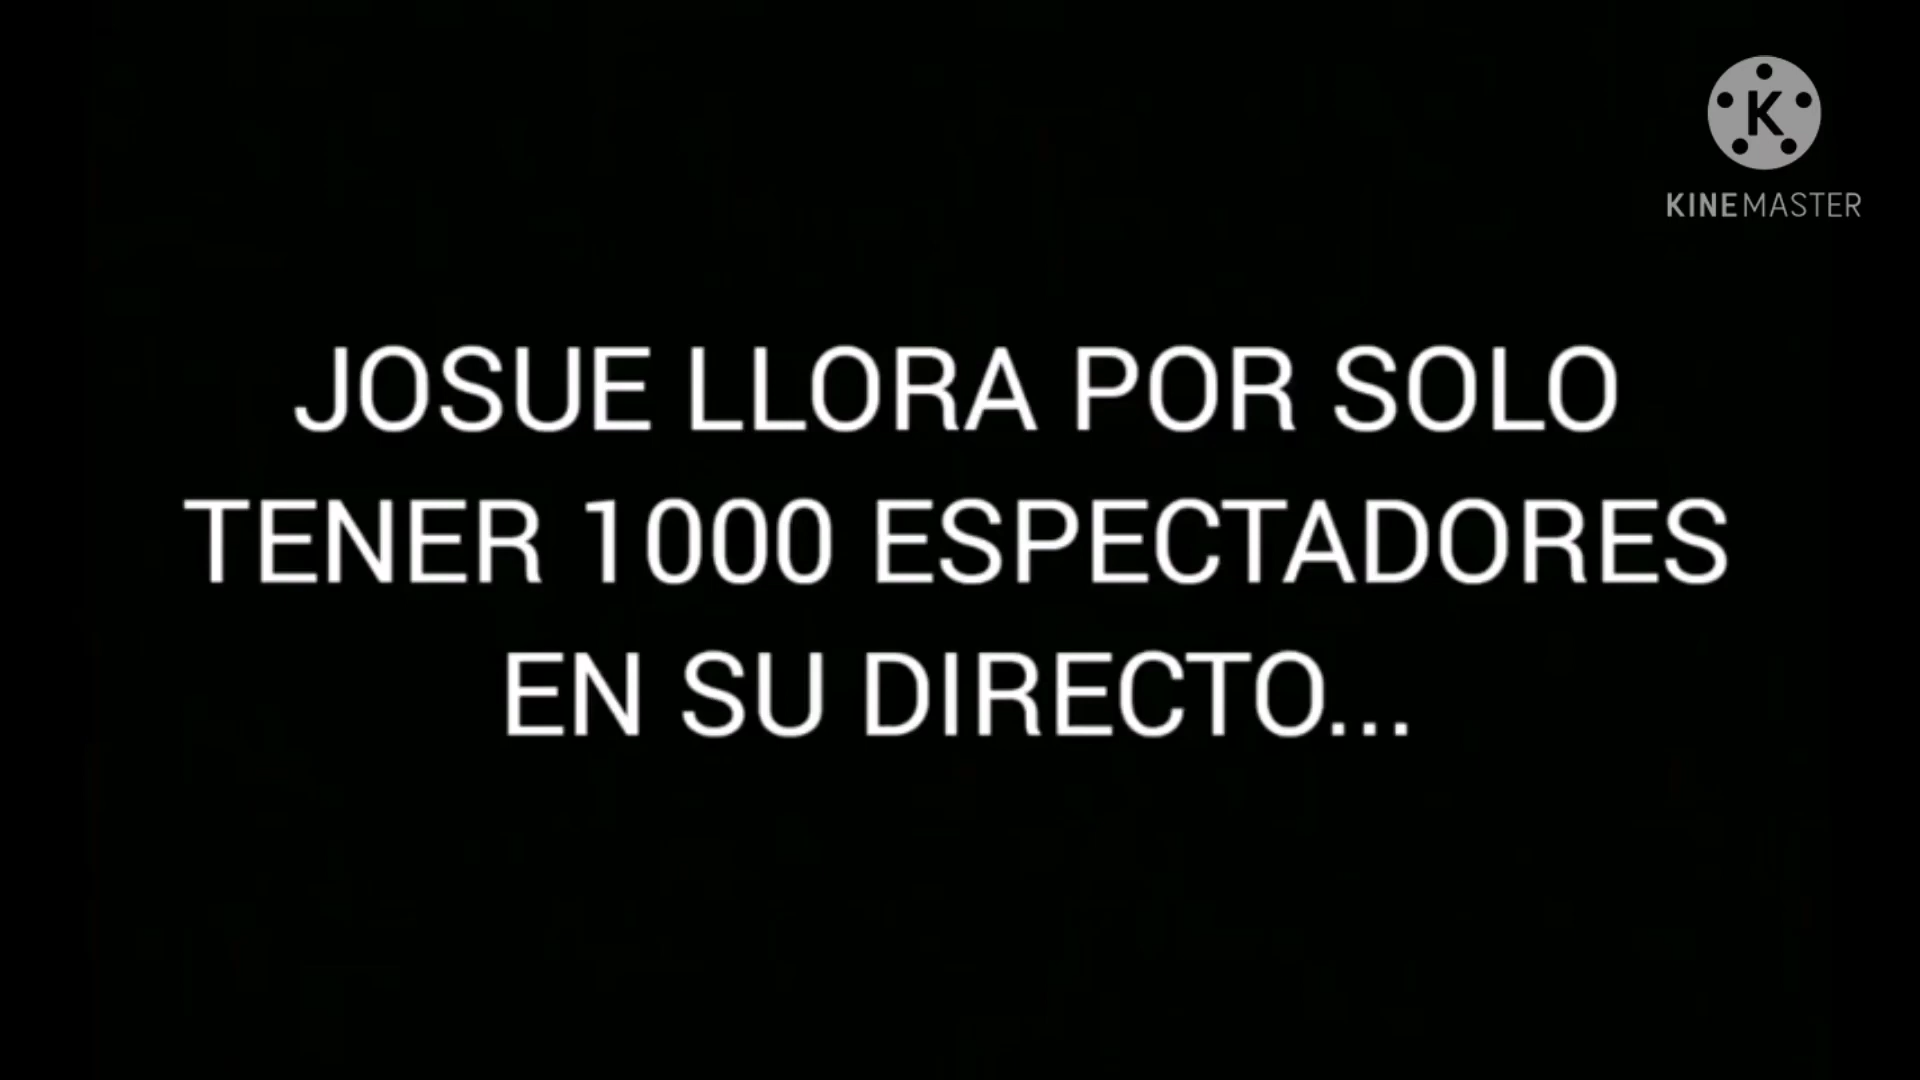 K
KINEMASTER
JOSUE LLORA POR SOLO
TENER 1000 ESPECTADORES
EN SU DIRECTO...